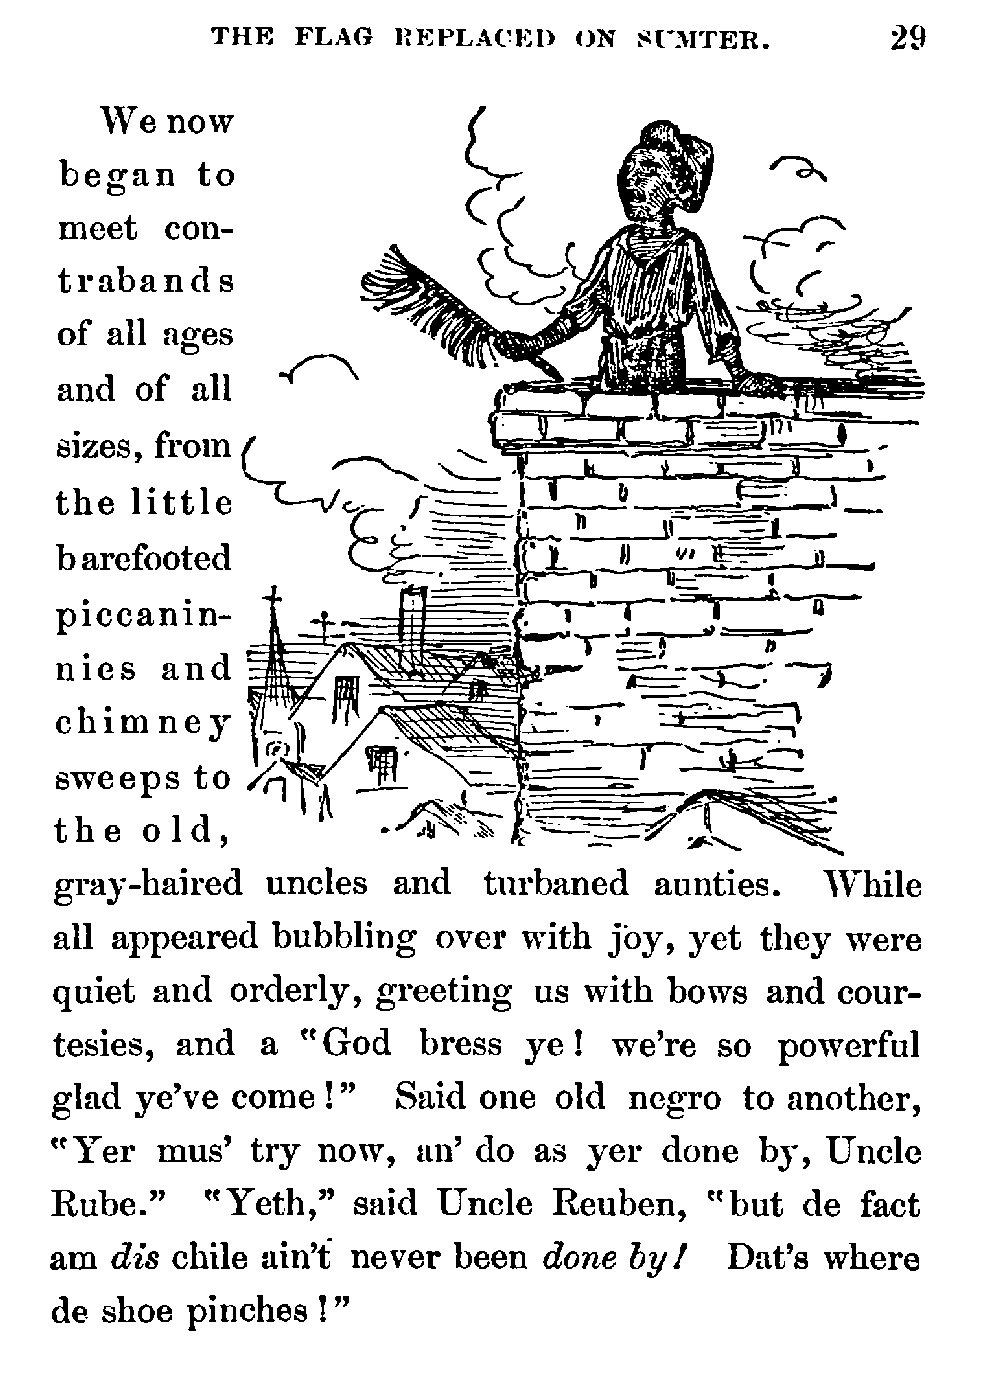 THE FLAG REPLACED ON SUMTER. 29
We now
began to
meet con-
trabands
of all ages
and of all
sizes, from
the little
barefooted
piccanin-
nies and
chimney
sweeps to
the old,
gray-haired uncles and turbaned aunties. While
all appeared bubbling over with joy, yet they were
quiet and orderly, greeting us with bows and cour-
tesies, and a "God bress ye! we're so powerful
glad ye've come!" Said one old negro to another,
"Yer mus' try now, an' do as yer done by, Uncle
Rube." "Yeth," said Uncle Reuben, "but de fact
am dis chile ain't never been done by! Dat's where
de shoe pinches!"